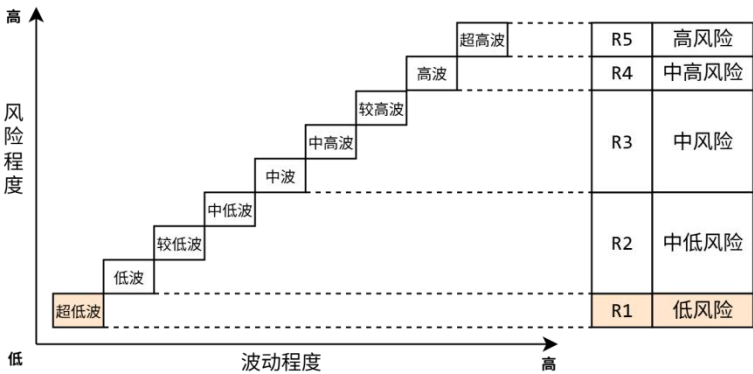 高
超高波
R5 高风险
高波
R4 中高风险
较高波
风险程度
中高波
R3 中风险
中波
中低波
较低波
R2 中低风险
低波
超低波
R1 低风险
低
波动程度
高